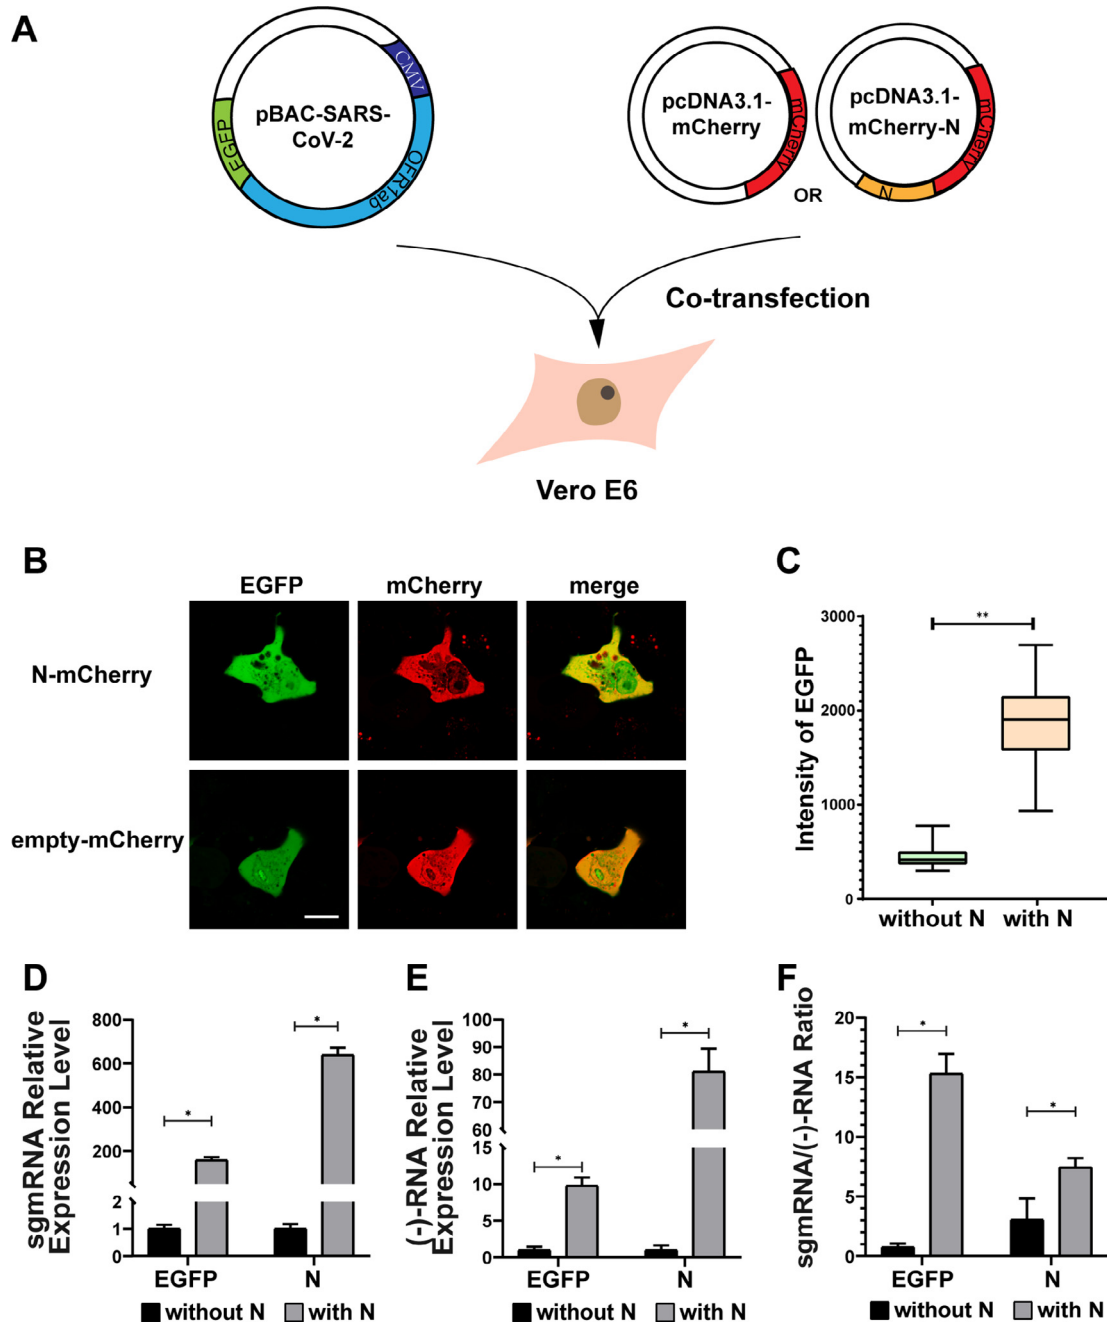 A
CMV
EGFP
pBAC-SARS-
CoV-2
OFR1ab
pcDNA3.1-
mCherry
mCherry
pcDNA3.1-
mCherry-N
mCherry
N
OR
Co-transfection
Vero E6
B
EGFP
mCherry
merge
N-mCherry
empty-mCherry
C
Intensity of EGFP
3000
2000
1000
0
**
without N
with N
D
sgmRNA Relative
Expression Level
800
600
400
200
2
1
0
*
*
EGFP
N
without N
with N
E
(-)-RNA Relative
Expression Level
100
90
80
70
60
15
10
5
0
*
*
EGFP
N
without N
with N
F
sgmRNA/(-)-RNA Ratio
20
15
10
5
0
*
*
EGFP
N
without N
with N